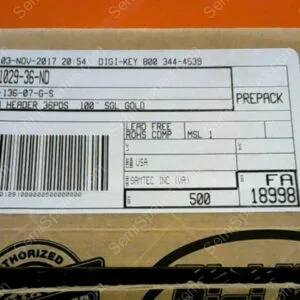 03-NOV-2017 20:54 DIGI-KEY 800 344-4539
1029-36-ND
-136-07-G-S
HEADER 36POS .100" SGL GOLD
PREPACK
LEAD FREE
ROHS COMP
MSL 1
USA
SAMTEC INC (VA)
500
FA
18998
AUTHORIZED